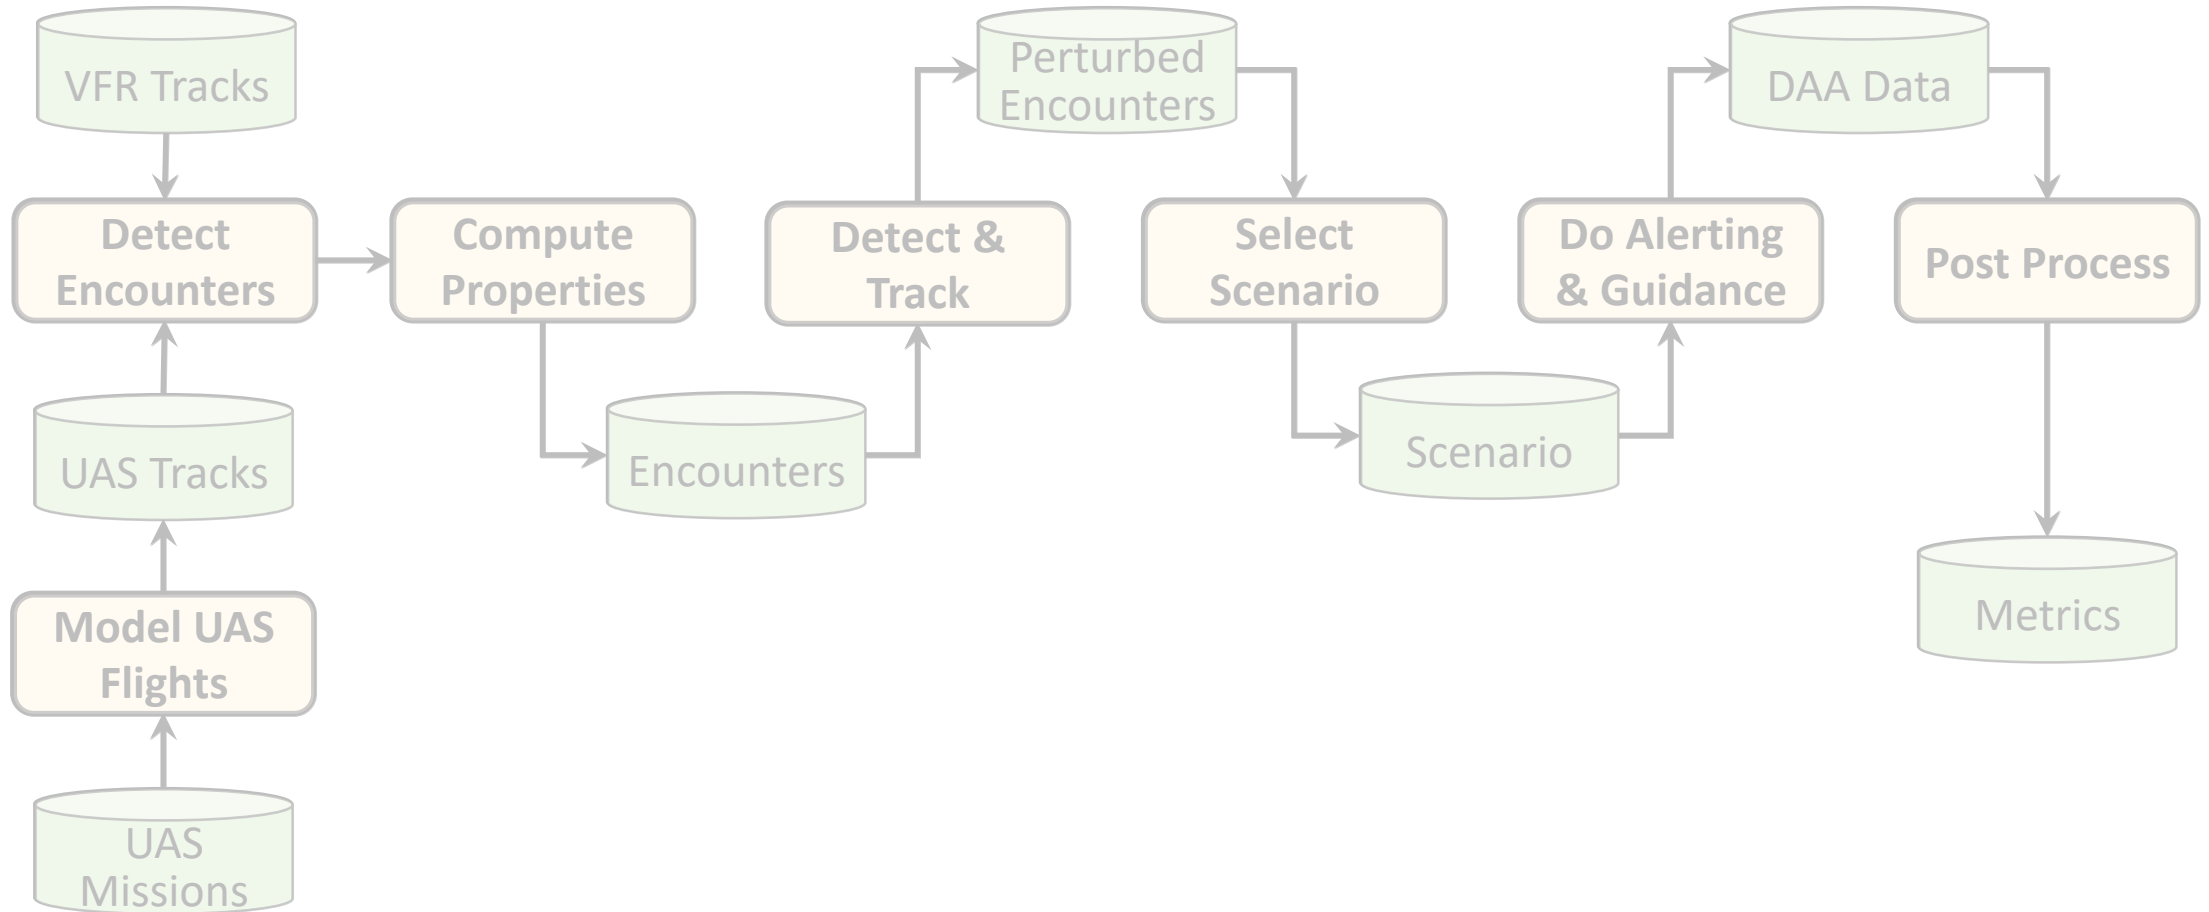 VFR Tracks
Detect
Encounters
UAS Tracks
Model UAS
Flights
UAS
Missions
Compute
Properties
Encounters
Detect &
Track
Perturbed
Encounters
Select
Scenario
Scenario
Do Alerting
& Guidance
DAA Data
Post Process
Metrics